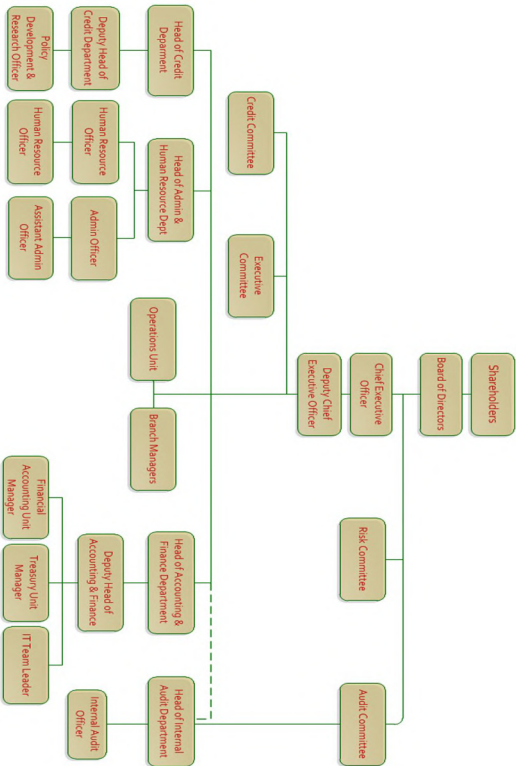 Shareholders
Board of Directors
Chief Executive
Officer
Deputy Chief
Executive Officer
Risk Committee
Audit Committee
Credit Committee
Executive
Committee
Head of Credit
Deparment
Head of Admin &
Human Resource Dept
Operations Unit
Branch Managers
Head of Accounting &
Finance Department
Head of Internal
Audit Department
Deputy Head of
Credit Department
Human Resource
Officer
Admin Officer
Deputy Head of
Accounting & Finance
Internal Audit
Officer
Policy
Development &
Research Officer
Human Resource
Officer
Assistant Admin
Officer
Financial
Accounting Unit
Manager
Treasury Unit
Manager
IT Team Leader